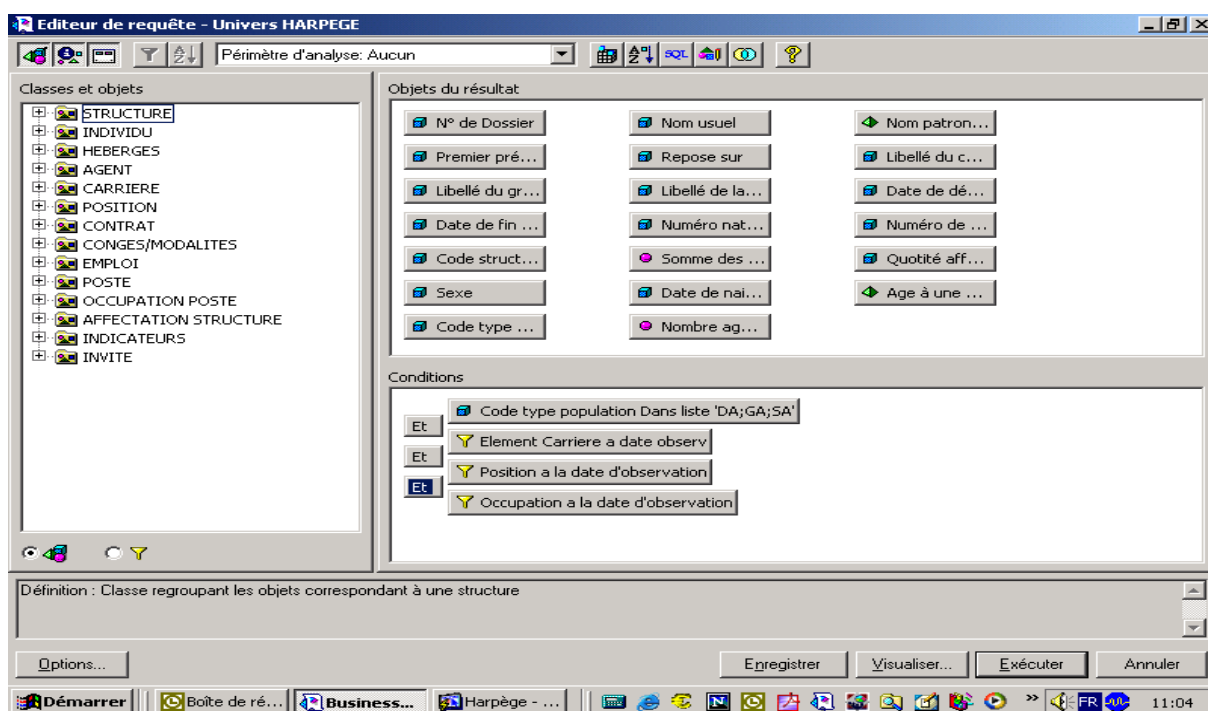 Editeur de requête - Univers HARPEGE
Périmètre d'analyse: Aucun
SQL
Classes et objets
STRUCTURE
INDIVIDU
HEBERGES
AGENT
CARRIERE
POSITION
CONTRAT
CONGES/MODALITES
EMPLOI
POSTE
OCCUPATION POSTE
AFFECTATION STRUCTURE
INDICATEURS
INVITE
Objets du résultat
N° de Dossier
Nom usuel
Nom patron...
Premier pré...
Repose sur
Libellé du c...
Libellé du gr...
Libellé de la...
Date de dé...
Date de fin ...
Numéro nat...
Numéro de ...
Code struct...
Somme des ...
Quotité aff...
Sexe
Date de nai...
Age à une ...
Code type ...
Nombre ag...
Conditions
Code type population Dans liste 'DA;GA;SA'
Et
Element Carriere a date observ
Et
Position a la date d'observation
Et
Occupation a la date d'observation
Définition : Classe regroupant les objets correspondant à une structure
Options...
Enregistrer
Visualiser...
Exécuter
Annuler
Démarrer
Boîte de ré...
Business...
Harpège - ...
»
FR
11:04